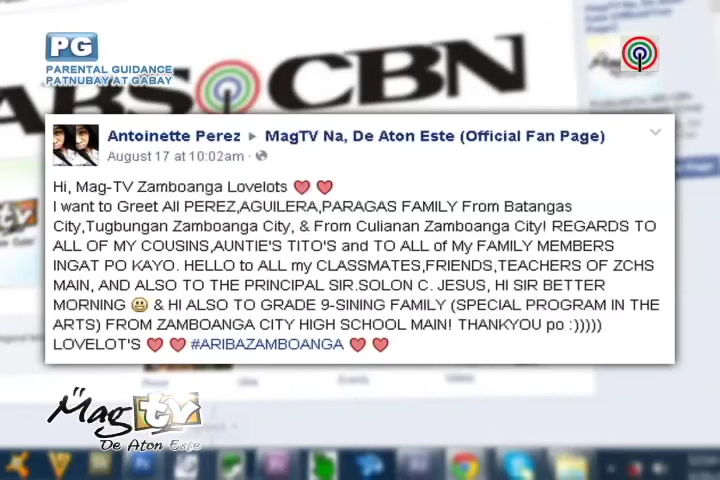 PG
PARENTAL GUIDANCE
PATNUBAY AT GABAY
ABS CBN
Antoinette Perez ▸ MagTV Na, De Aton Este (Official Fan Page)
August 17 at 10:02am ·
Hi, Mag-TV Zamboanga Lovelots ❤ ❤
I want to Greet All PEREZ,AGUILERA,PARAGAS FAMILY From Batangas
City,Tugbungan Zamboanga City, & From Culianan Zamboanga City! REGARDS TO
ALL OF MY COUSINS,AUNTIE'S TITO'S and TO ALL of My FAMILY MEMBERS
INGAT PO KAYO. HELLO to ALL my CLASSMATES,FRIENDS,TEACHERS OF ZCHS
MAIN, AND ALSO TO THE PRINCIPAL SIR.SOLON C. JESUS, HI SIR BETTER
MORNING 😀 & HI ALSO TO GRADE 9-SINING FAMILY (SPECIAL PROGRAM IN THE
ARTS) FROM ZAMBOANGA CITY HIGH SCHOOL MAIN! THANKYOU po :)))))
LOVELOT'S ❤ ❤ #ARIBAZAMBOANGA ❤ ❤
Mag tv
De Aton Este